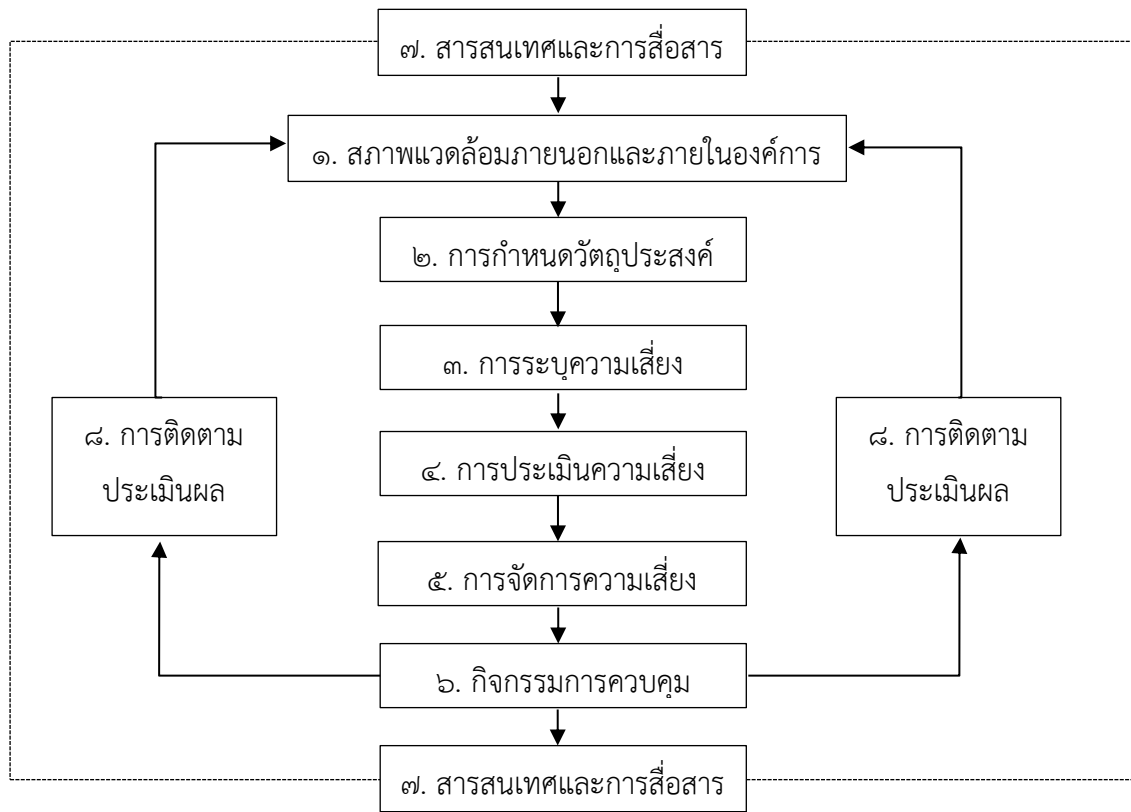 ๗. สารสนเทศและการสื่อสาร
๑. สภาพแวดล้อมภายนอกและภายในองค์การ
๒. การกำหนดวัตถุประสงค์
๓. การระบุความเสี่ยง
๘. การติดตาม
ประเมินผล
๔. การประเมินความเสี่ยง
๘. การติดตาม
ประเมินผล
๕. การจัดการความเสี่ยง
๖. กิจกรรมการควบคุม
๗. สารสนเทศและการสื่อสาร